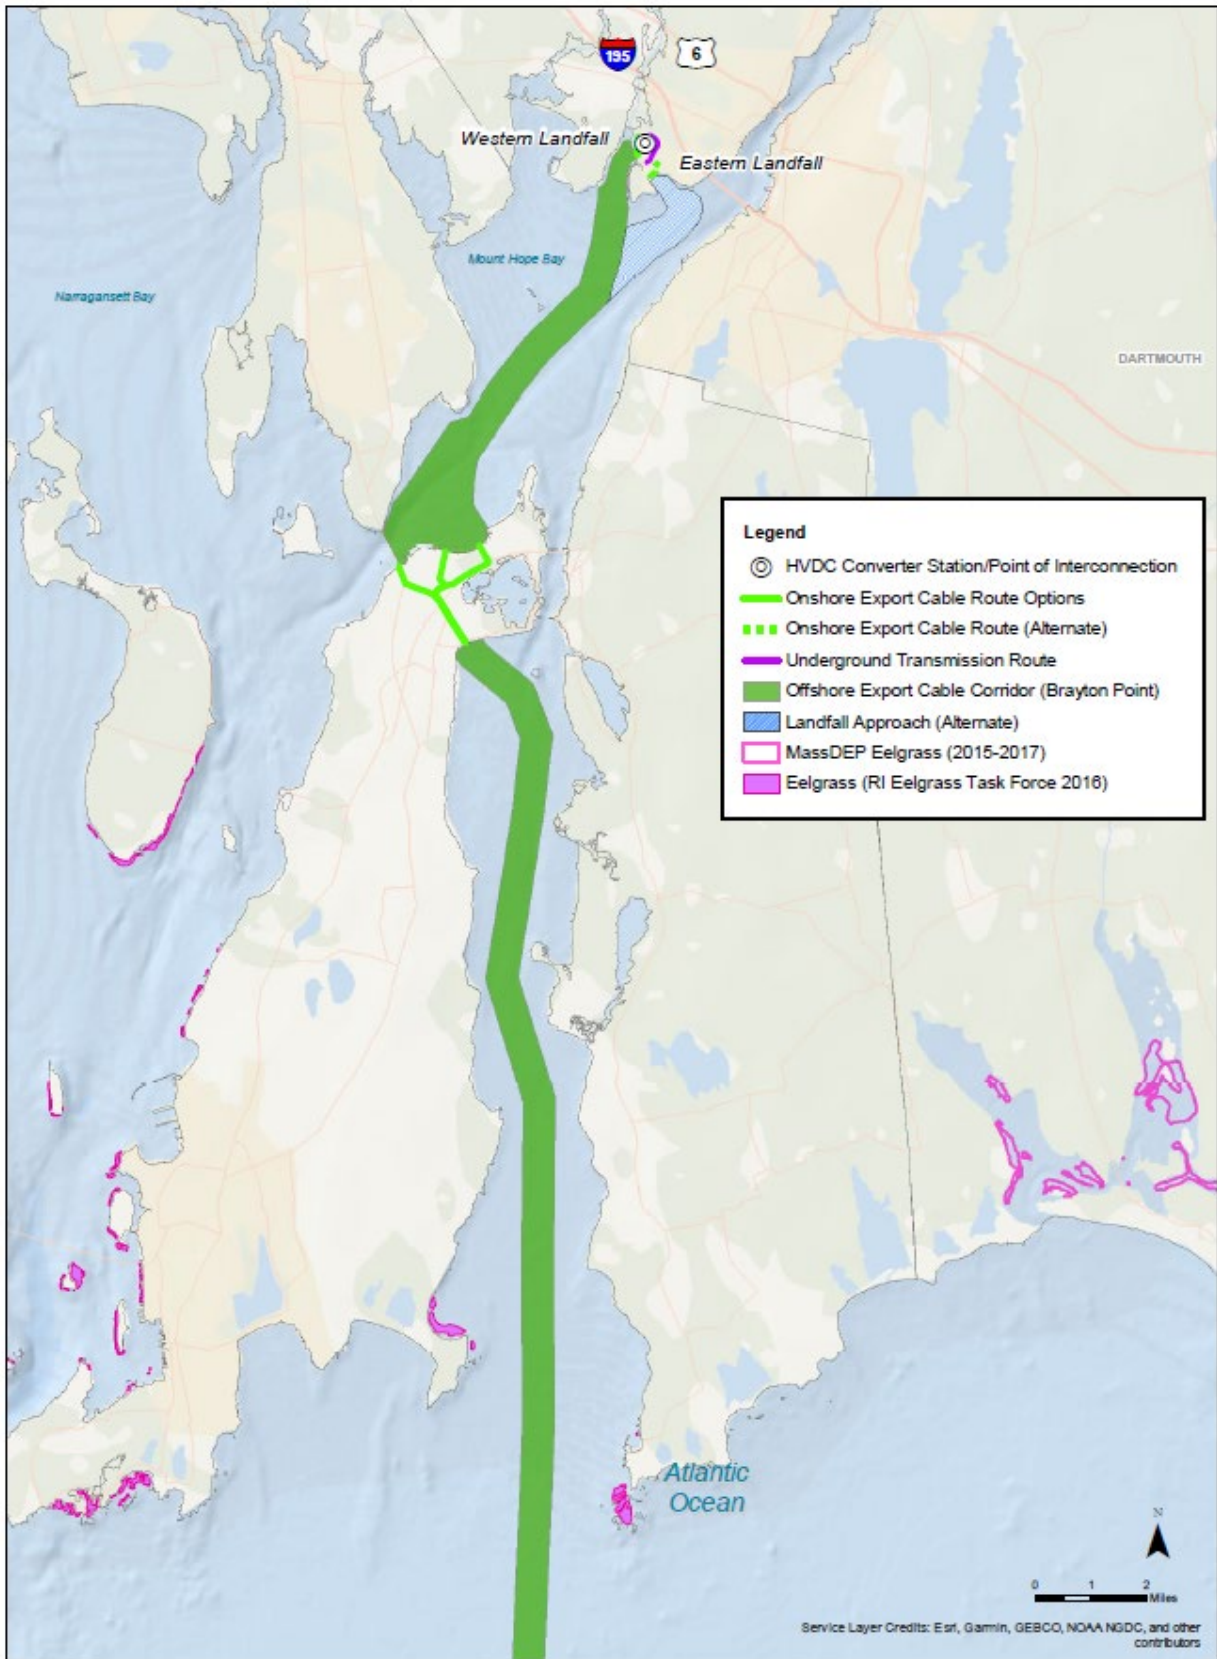 195
6
Western Landfall
Eastern Landfall
Mount Hope Bay
Narragansett Bay
DARTMOUTH
Legend
HVDC Converter Station/Point of Interconnection
Onshore Export Cable Route Options
Onshore Export Cable Route (Alternate)
Underground Transmission Route
Offshore Export Cable Corridor (Brayton Point)
Landfall Approach (Alternate)
MassDEP Eelgrass (2015-2017)
Eelgrass (RI Eelgrass Task Force 2016)
Atlantic
Ocean
N
0 1 2
Miles
Service Layer Credits: Esri, Garmin, GEBCO, NOAA NGDC, and other
contributors